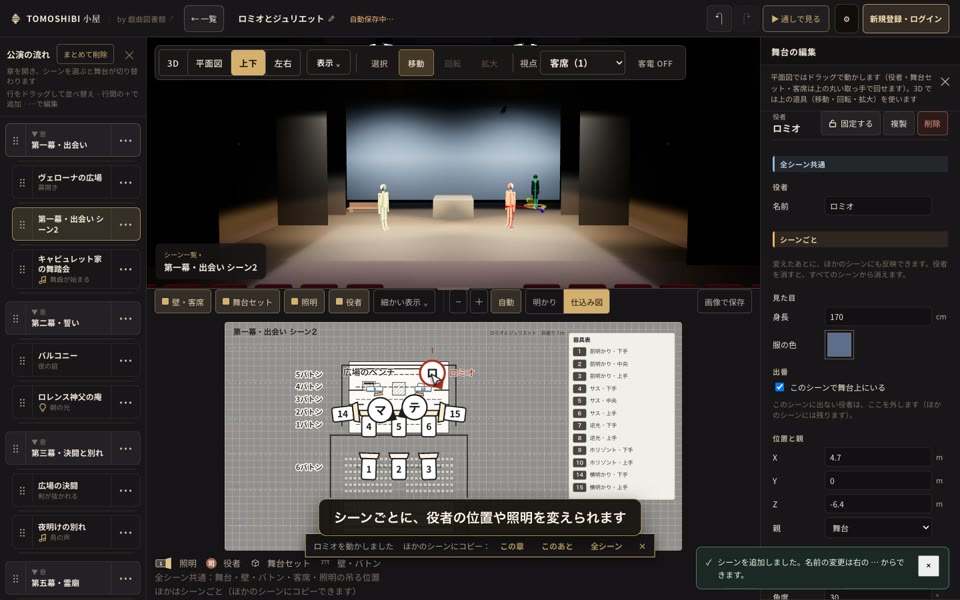 TOMOSHIBI 小屋
by 戯曲図書館
← 一覧
ロミオとジュリエット
自動保存中…
▶ 通しで見る
新規登録・ログイン
公演の流れ
まとめて削除
章を開き、シーンを選ぶと舞台が切り替
わります
行をドラッグして並べ替え・行間の＋で
追加・…で編集
▼ 章
第一幕・出会い
ヴェローナの広場
幕開き
第一幕・出会い シ
ーン2
キャピュレット家
の舞踏会
舞曲が始まる
▼ 章
第二幕・誓い
バルコニー
夜の庭
ロレンス神父の庵
朝の光
▼ 章
第三幕・決闘と別れ
広場の決闘
剣が抜かれる
夜明けの別れ
鳥の声
▼ 章
第五幕・霊廟
3D
平面図
上下
左右
表示
選択
移動
回転
拡大
視点
客席（1）
客電 OFF
シーン一覧
第一幕・出会い シーン2
壁・客席
舞台セット
照明
役者
細かい表示
−
＋
自動
明かり
仕込み図
画像で保存
第一幕・出会い シーン2
器具表
1 前明かり・下手
2 前明かり・中央
3 前明かり・上手
4 サス・下手
5 サス・中央
6 サス・上手
7 逆光・下手
8 逆光・上手
9 ホリゾント・下手
10 ホリゾント・上手
14 横明かり・下手
15 横明かり・上手
広場のベンチ
ロ
ロミオ
5バトン
4バトン
3バトン
2バトン
1バトン
6バトン
マ
テ
14
4
5
6
15
1
2
3
シーンごとに、役者の位置や照明を変えられます
ロミオを動かしました
ほかのシーンにコピー：
この章
このあと
全シーン
×
照明
役者
舞台セット
壁・バトン
全シーン共通：舞台・壁・バトン・客席・照明の吊る位置
ほかはシーンごと（ほかのシーンにコピーできます）
舞台の編集
平面図ではドラッグで動かします（役者・舞台セ
ット・客席は上の丸い取っ手で回せます）。3D で
は上の道具（移動・回転・拡大）を使います
役者
ロミオ
固定する
複製
削除
全シーン共通
役者
名前
ロミオ
シーンごと
変えたあとに、ほかのシーンにも反映できます。役者
を消すと、すべてのシーンから消えます。
見た目
身長
170
cm
服の色
出番
このシーンで舞台上にいる
このシーンに出ない役者は、ここを外します（ほか
のシーンには残ります）。
位置と親
X
4.7
m
Y
0
m
Z
-6.4
m
親
舞台
角度
30
✓ シーンを追加しました。名前の変更は右の … からで
きます。
×